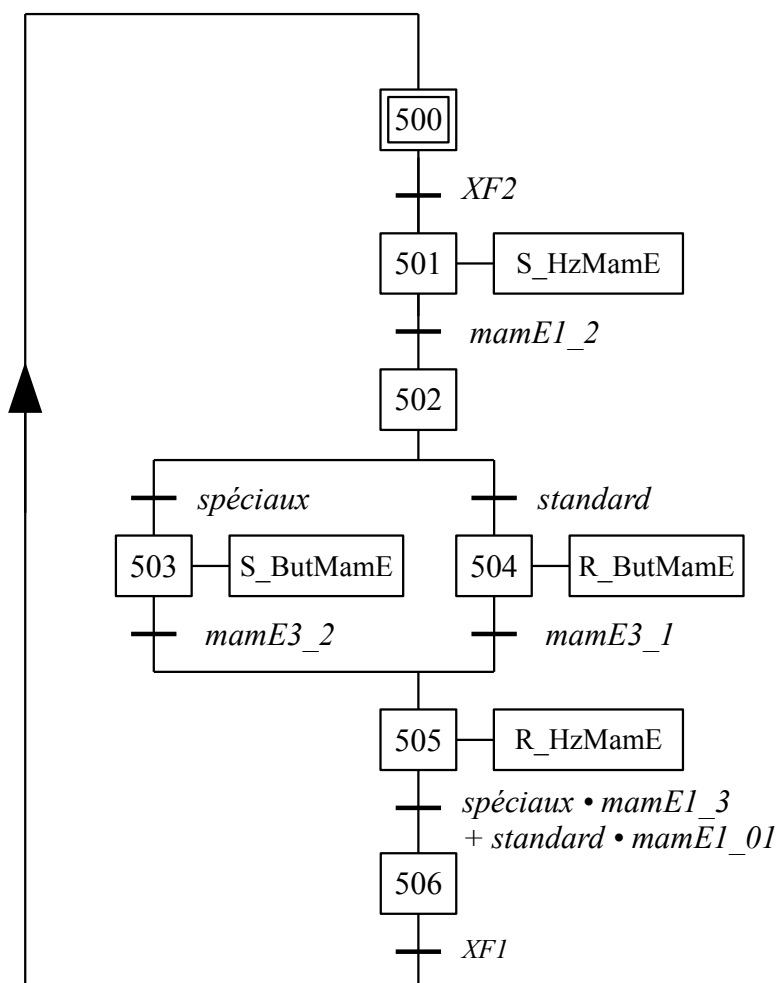 500
XF2
501 S_HzMamE
mamE1_2
502
spéciaux standard
503 S_ButMamE 504 R_ButMamE
mamE3_2 mamE3_1
505 R_HzMamE
spéciaux • mamE1_3
+ standard • mamE1_01
506
XF1